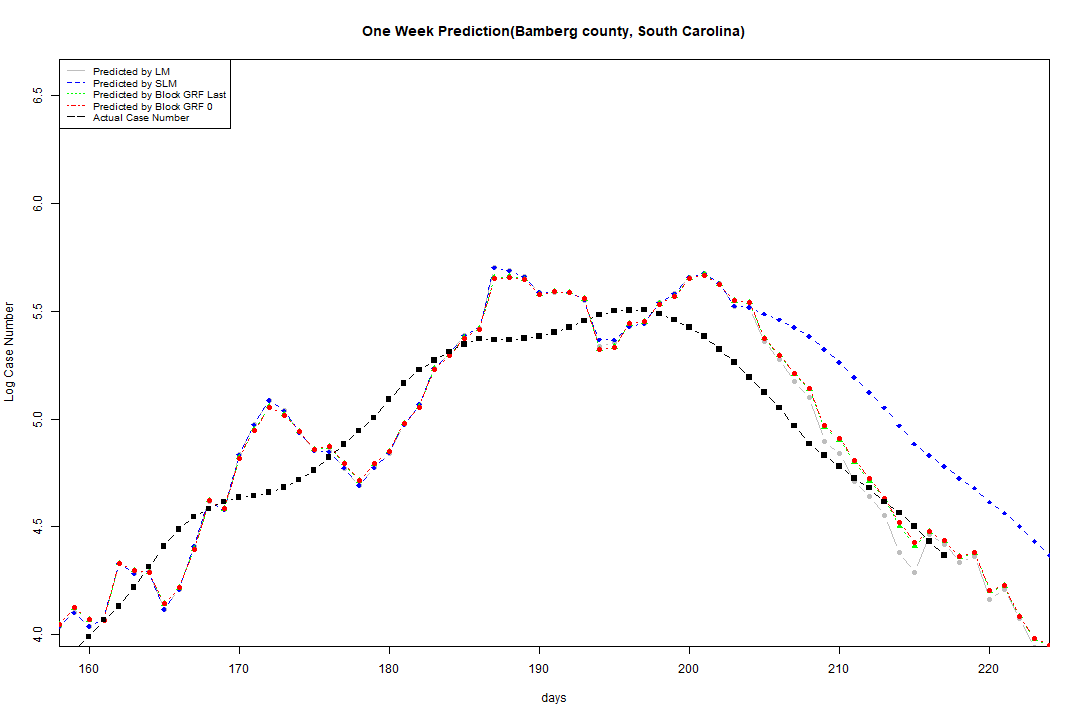 One Week Prediction(Bamberg county, South Carolina)
Predicted by LM
Predicted by SLM
Predicted by Block GRF Last
Predicted by Block GRF 0
Actual Case Number
6.5
6.0
5.5
5.0
4.5
4.0
Log Case Number
160 170 180 190 200 210 220
days